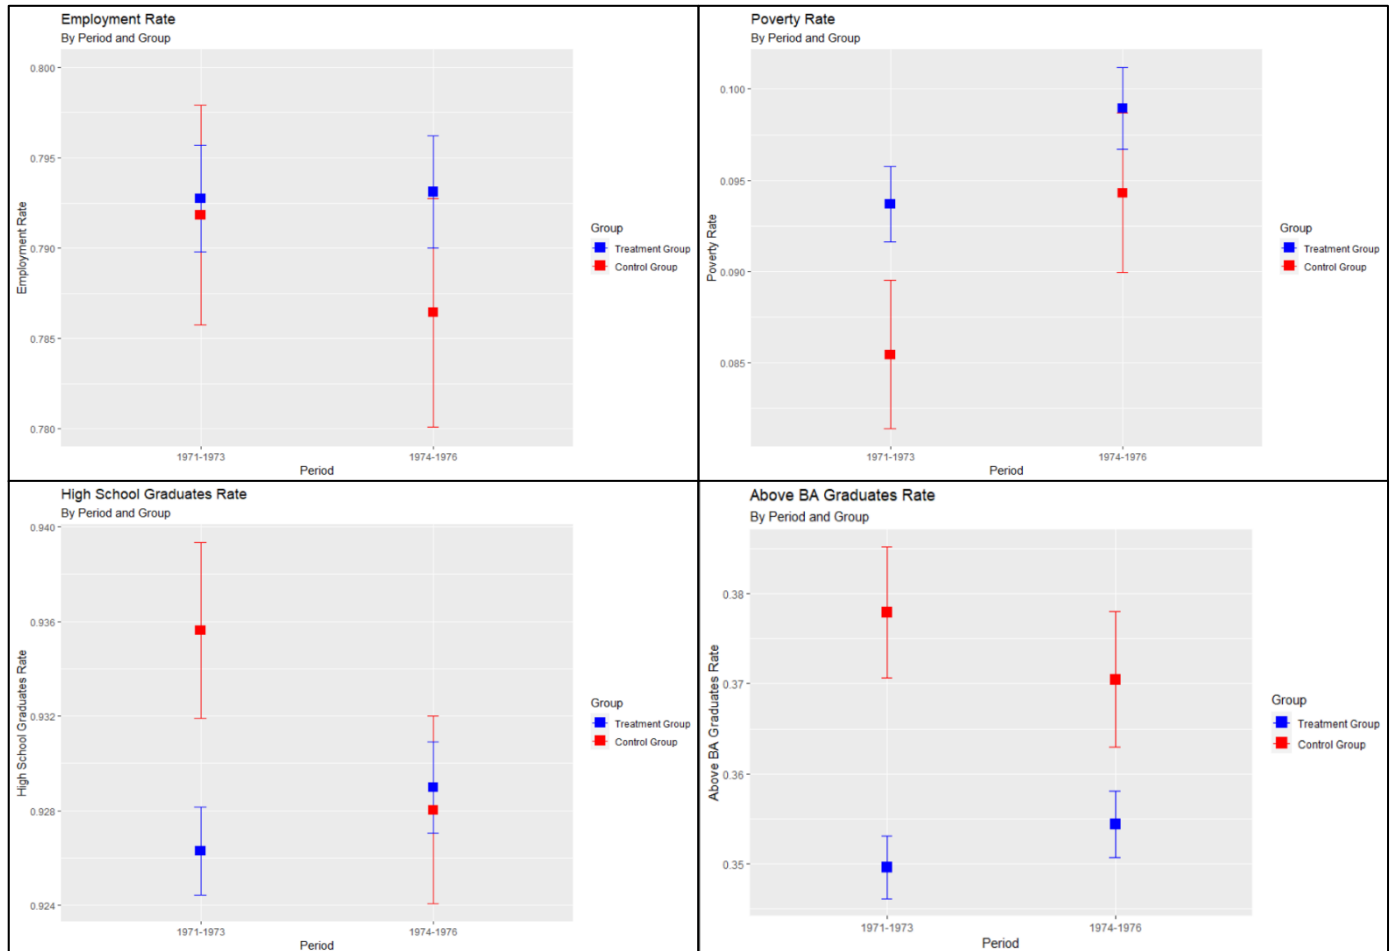 Employment Rate
By Period and Group
0.800
0.795
0.790
0.785
0.780
Employment Rate
1971-1973
1974-1976
Period
Group
Treatment Group
Control Group
Poverty Rate
By Period and Group
0.100
0.095
0.090
0.085
Poverty Rate
1971-1973
1974-1976
Period
Group
Treatment Group
Control Group
High School Graduates Rate
By Period and Group
0.940
0.936
0.932
0.928
0.924
High School Graduates Rate
1971-1973
1974-1976
Period
Group
Treatment Group
Control Group
Above BA Graduates Rate
By Period and Group
0.38
0.37
0.36
0.35
Above BA Graduates Rate
1971-1973
1974-1976
Period
Group
Treatment Group
Control Group